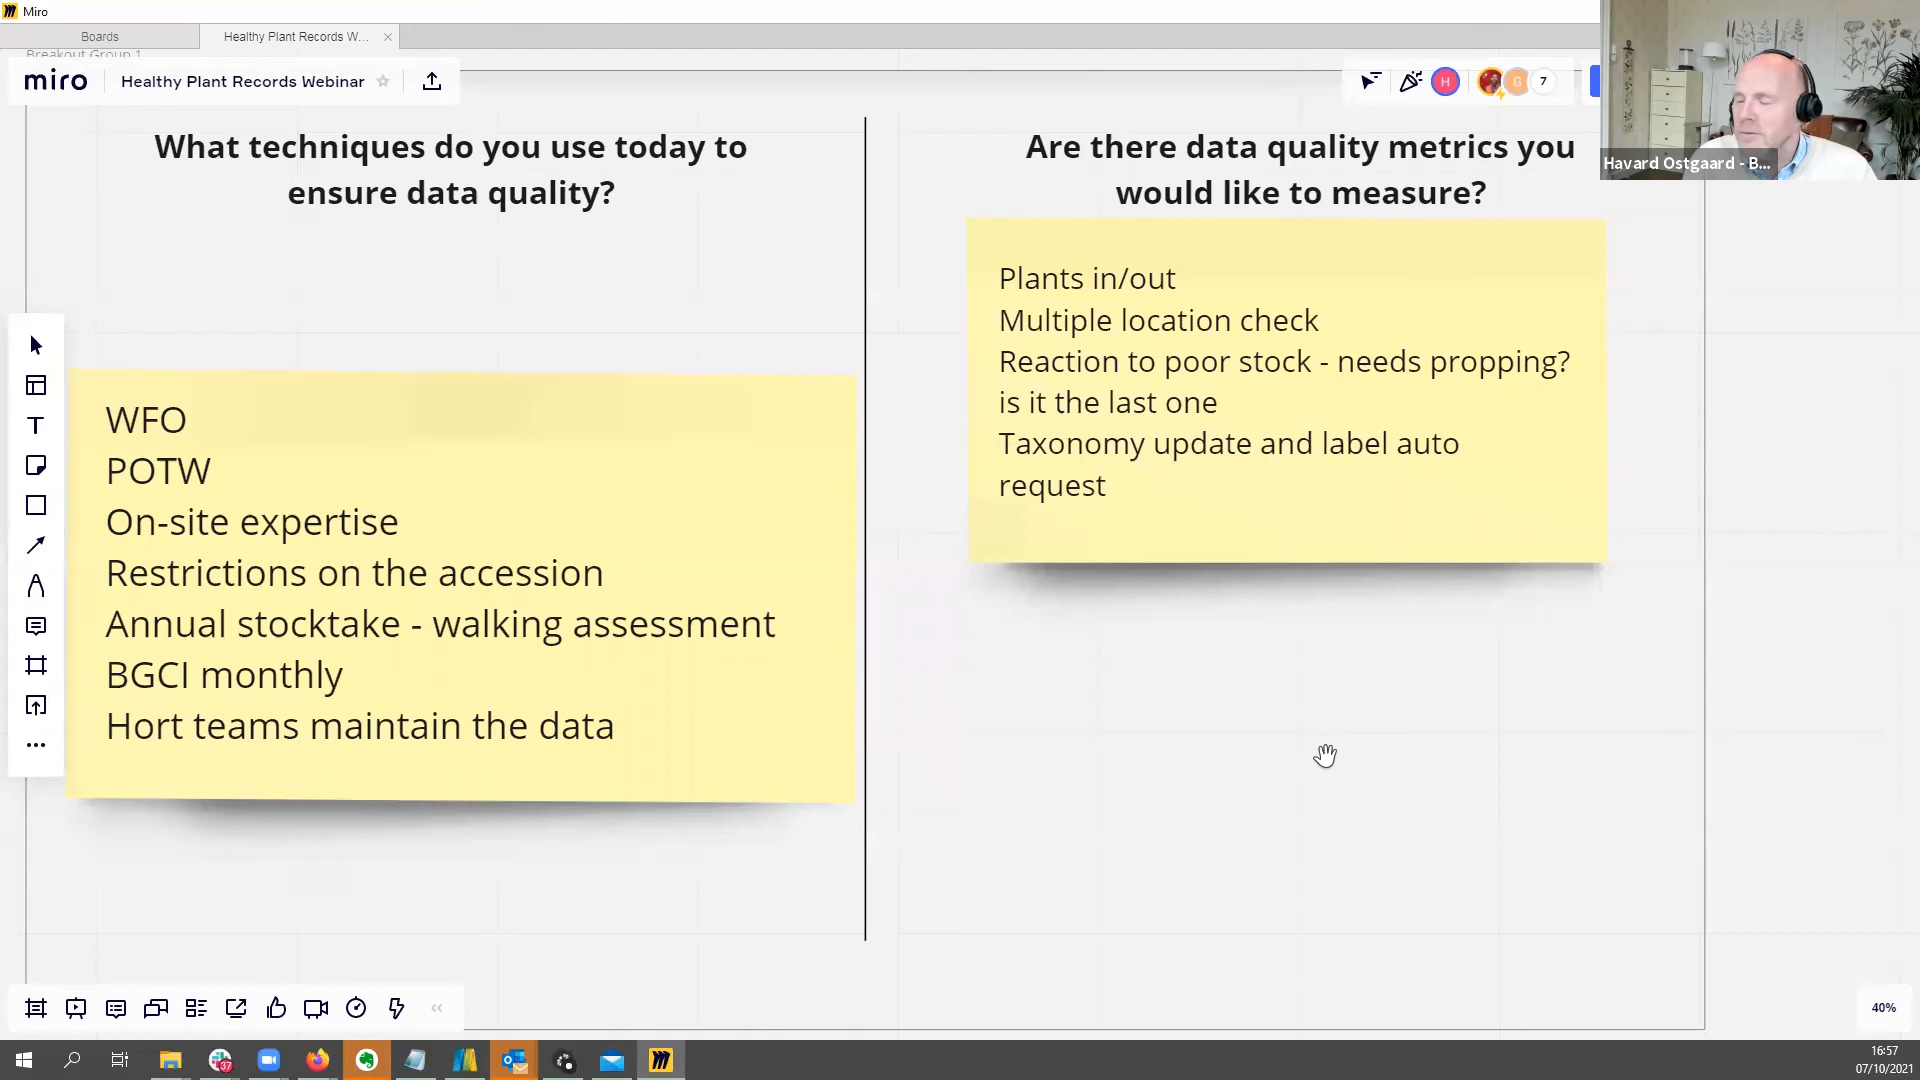 Miro
Boards
Healthy Plant Records W...
Breakout Group 1
miro
Healthy Plant Records Webinar
H
G
7
Havard Ostgaard - B...
What techniques do you use today to
ensure data quality?
WFO
POTW
On-site expertise
Restrictions on the accession
Annual stocktake - walking assessment
BGCI monthly
Hort teams maintain the data
Are there data quality metrics you
would like to measure?
Plants in/out
Multiple location check
Reaction to poor stock - needs propping?
is it the last one
Taxonomy update and label auto
request
40%
37
16:57
07/10/2021